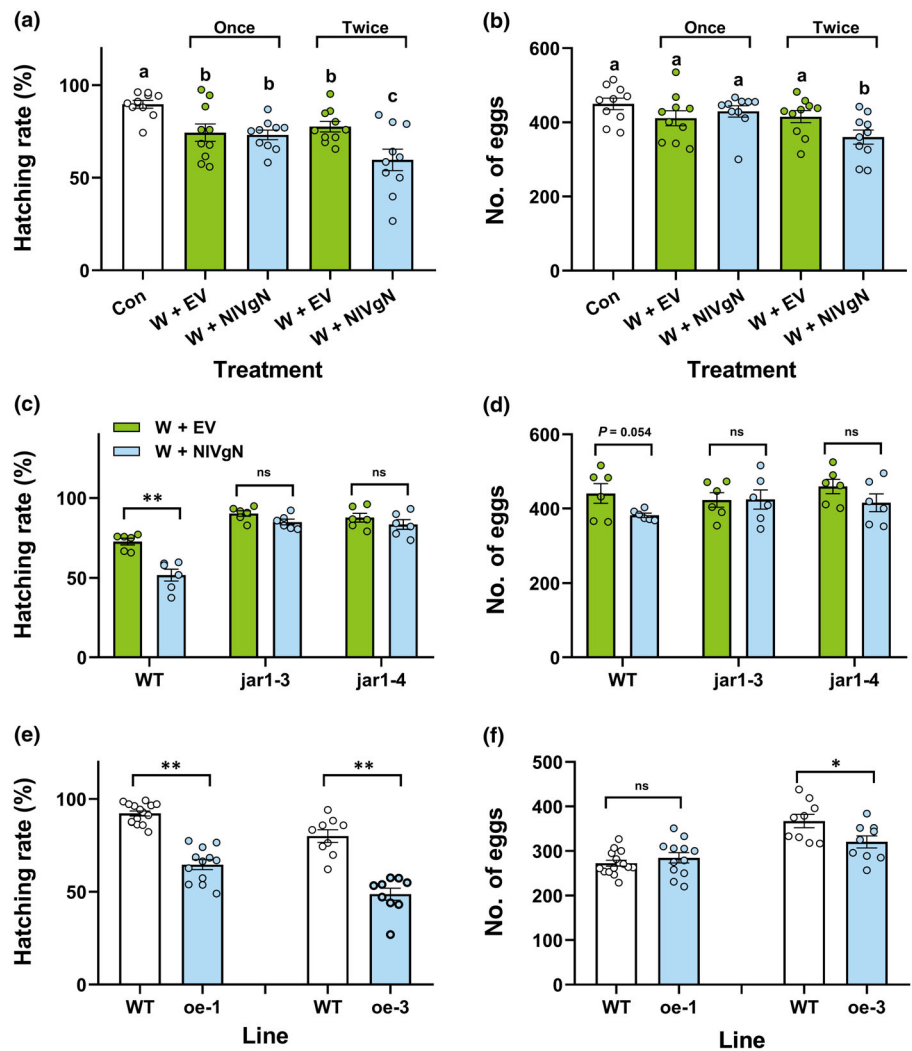 (a)
Once
Twice
Hatching rate (%)
100
50
0
a
b
b
b
c
Con
W + EV
W + NlVgN
W + EV
W + NlVgN
Treatment
(b)
Once
Twice
No. of eggs
600
400
200
0
a
a
a
a
b
Con
W + EV
W + NlVgN
W + EV
W + NlVgN
Treatment
(c)
W + EV
W + NlVgN
Hatching rate (%)
100
50
0
**
ns
ns
WT
jar1-3
jar1-4
(d)
No. of eggs
600
400
200
0
P = 0.054
ns
ns
WT
jar1-3
jar1-4
(e)
Hatching rate (%)
100
50
0
**
**
WT
oe-1
WT
oe-3
Line
(f)
No. of eggs
500
400
300
200
100
0
ns
*
WT
oe-1
WT
oe-3
Line